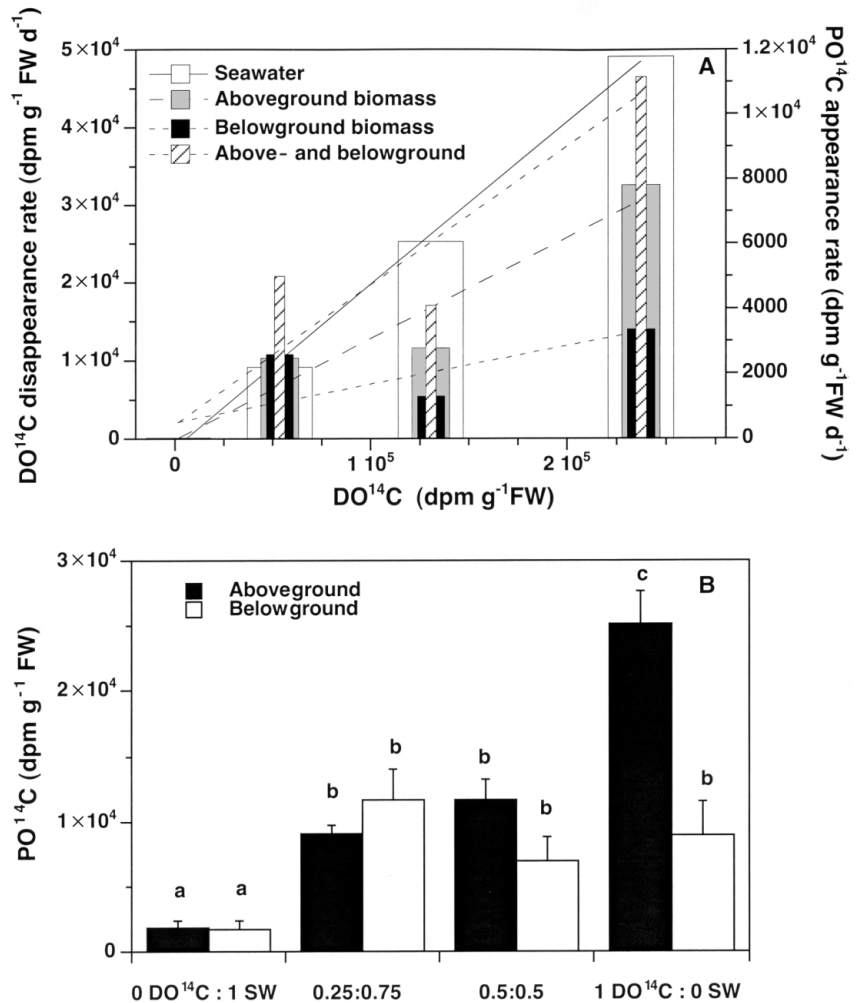 A
DO¹⁴C disappearance rate (dpm g⁻¹ FW d⁻¹)
5×10⁴
4×10⁴
3×10⁴
2×10⁴
1×10⁴
0
Seawater
Aboveground biomass
Belowground biomass
Above- and belowground
1.2×10⁴
1×10⁴
8000
6000
4000
2000
0
PO¹⁴C appearance rate (dpm g⁻¹FW d⁻¹)
0 1 10⁵ 2 10⁵
DO¹⁴C (dpm g⁻¹FW)
B
PO¹⁴C (dpm g⁻¹ FW)
3×10⁴
2×10⁴
1×10⁴
0
Aboveground
Belowground
a a b b b b c b
0 DO¹⁴C : 1 SW 0.25:0.75 0.5:0.5 1 DO¹⁴C : 0 SW